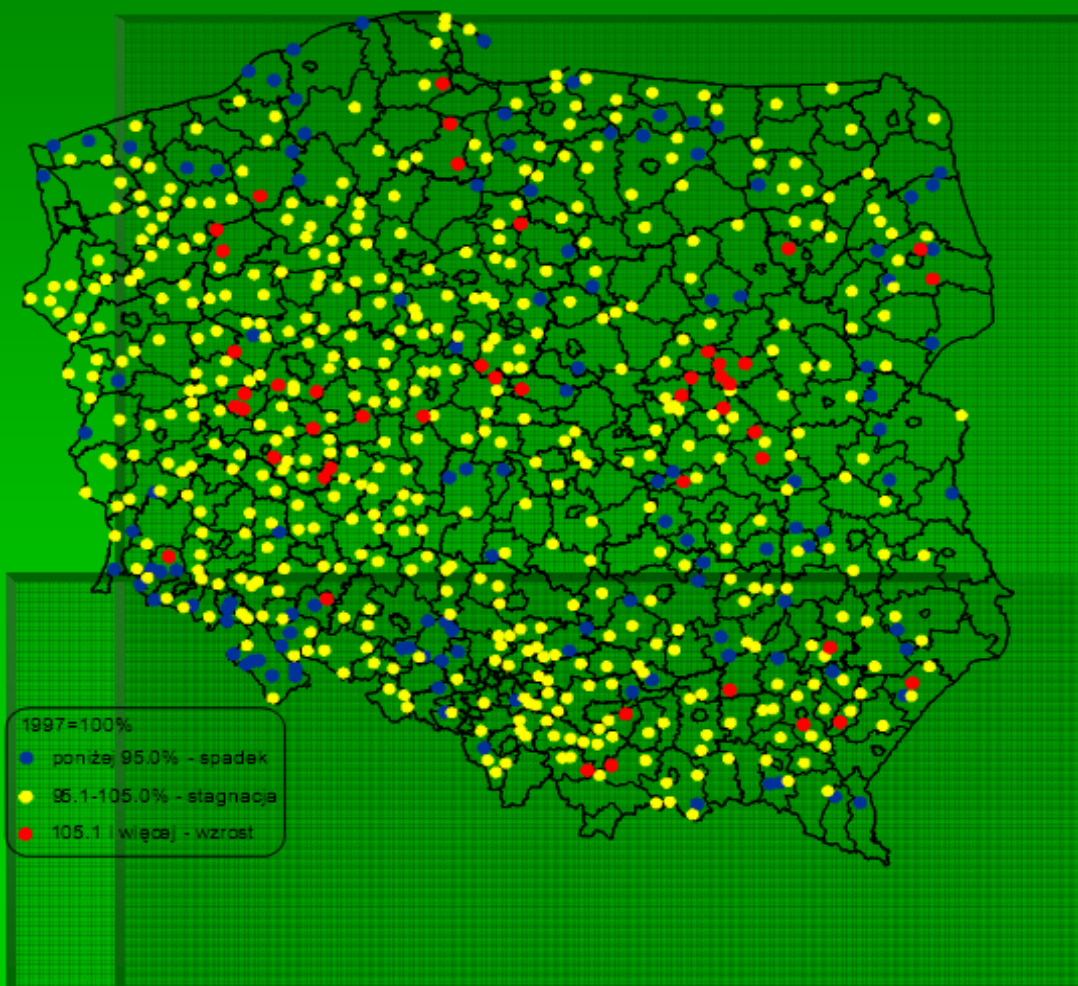 1997=100%
poniżej 95.0% - spadek
95.1-105.0% - stagnacja
105.1 i więcej - wzrost